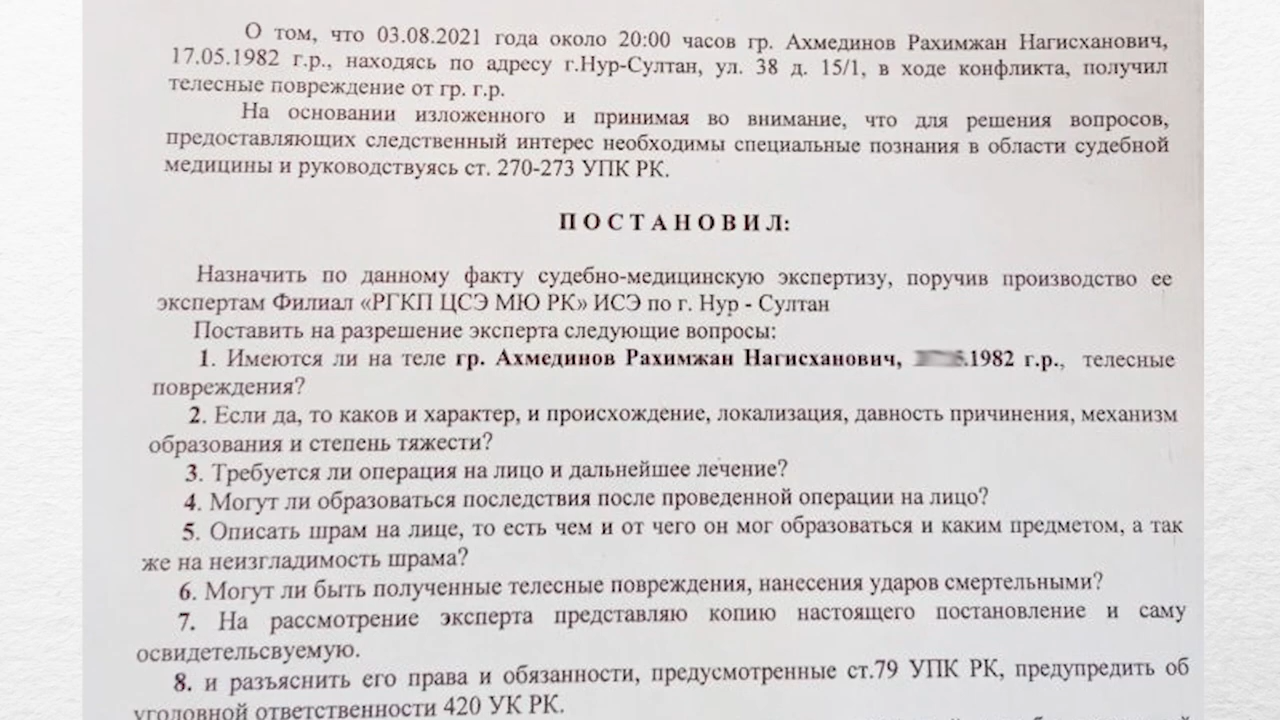 О том, что 03.08.2021 года около 20:00 часов гр. Ахмединов Рахимжан Нагисханович,
17.05.1982 г.р., находясь по адресу г.Нур-Султан, ул. 38 д. 15/1, в ходе конфликта, получил
телесные повреждение от гр. г.р.
На основании изложенного и принимая во внимание, что для решения вопросов,
предоставляющих следственный интерес необходимы специальные познания в области судебной
медицины и руководствуясь ст. 270-273 УПК РК.
ПОСТАНОВИЛ:
Назначить по данному факту судебно-медицинскую экспертизу, поручив производство ее
экспертам Филиал «РГКП ЦСЭ МЮ РК» ИСЭ по г. Нур - Султан
Поставить на разрешение эксперта следующие вопросы:
1. Имеются ли на теле гр. Ахмединов Рахимжан Нагисханович, .1982 г.р., телесные
повреждения?
2. Если да, то каков и характер, и происхождение, локализация, давность причинения, механизм
образования и степень тяжести?
3. Требуется ли операция на лицо и дальнейшее лечение?
4. Могут ли образоваться последствия после проведенной операции на лицо?
5. Описать шрам на лице, то есть чем и от чего он мог образоваться и каким предметом, а так
же на неизгладимость шрама?
6. Могут ли быть полученные телесные повреждения, нанесения ударов смертельными?
7. На рассмотрение эксперта представляю копию настоящего постановление и саму
освидетельсвуемую.
8. и разъяснить его права и обязанности, предусмотренные ст.79 УПК РК, предупредить об
уголовной ответственности 420 УК РК.